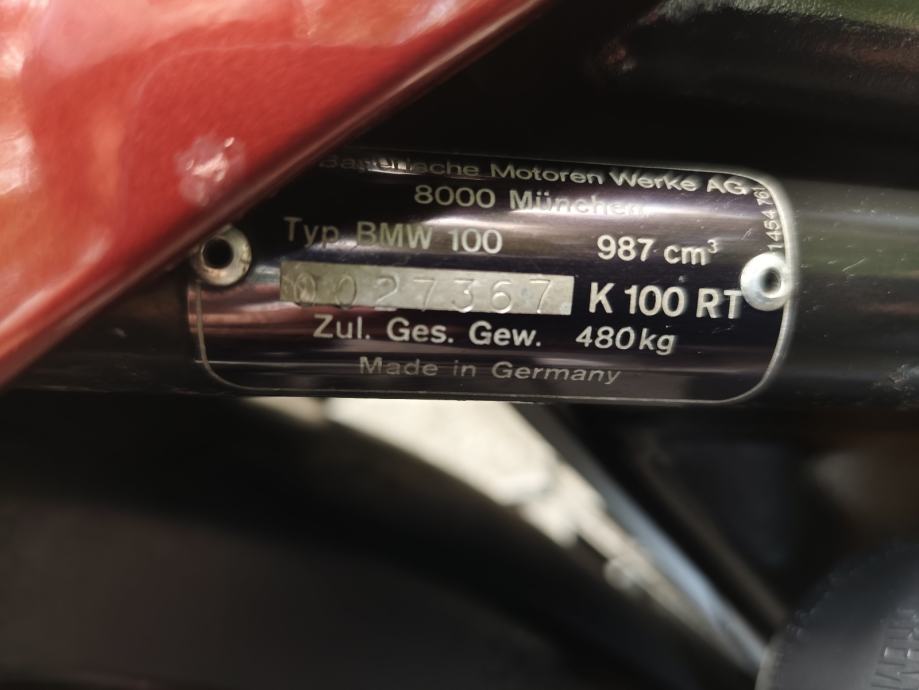 Bayerische Motoren Werke AG
8000 München
Typ BMW 100 987 cm³
0027367 K 100 RT
Zul. Ges. Gew. 480kg
Made in Germany
1454 761